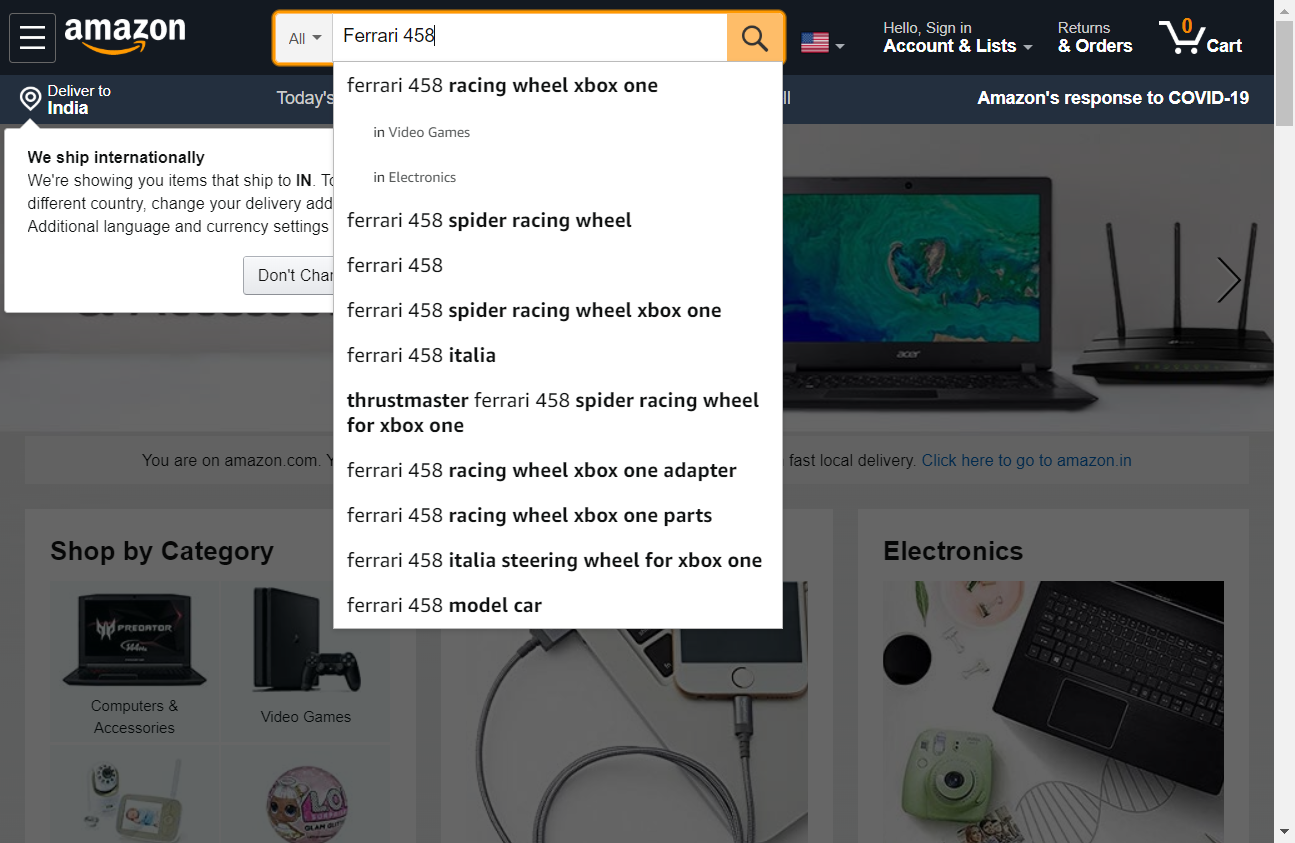 amazon
All
Ferrari 458
Hello, Sign in
Account & Lists
Returns
& Orders
0
Cart
Deliver to
India
Today's
ll
Amazon's response to COVID-19
We ship internationally
We're showing you items that ship to IN. To
different country, change your delivery add
Additional language and currency settings
Don't Char
ferrari 458 racing wheel xbox one
in Video Games
in Electronics
ferrari 458 spider racing wheel
ferrari 458
ferrari 458 spider racing wheel xbox one
ferrari 458 italia
thrustmaster ferrari 458 spider racing wheel
for xbox one
ferrari 458 racing wheel xbox one adapter
ferrari 458 racing wheel xbox one parts
ferrari 458 italia steering wheel for xbox one
ferrari 458 model car
acer
You are on amazon.com. Y
fast local delivery. Click here to go to amazon.in
Shop by Category
Electronics
PREDATOR
144Hz
Computers &
Accessories
Video Games
L.O.L.
SURPRISE